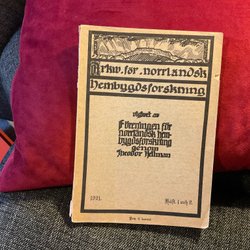 Arkiv för norrländsk
hembygdsforskning
utgivet av
Föreningen för
norrländsk hem-
bygdsforskning
genom
Theodor Hellman
1921.
Häft. 1 och 2.